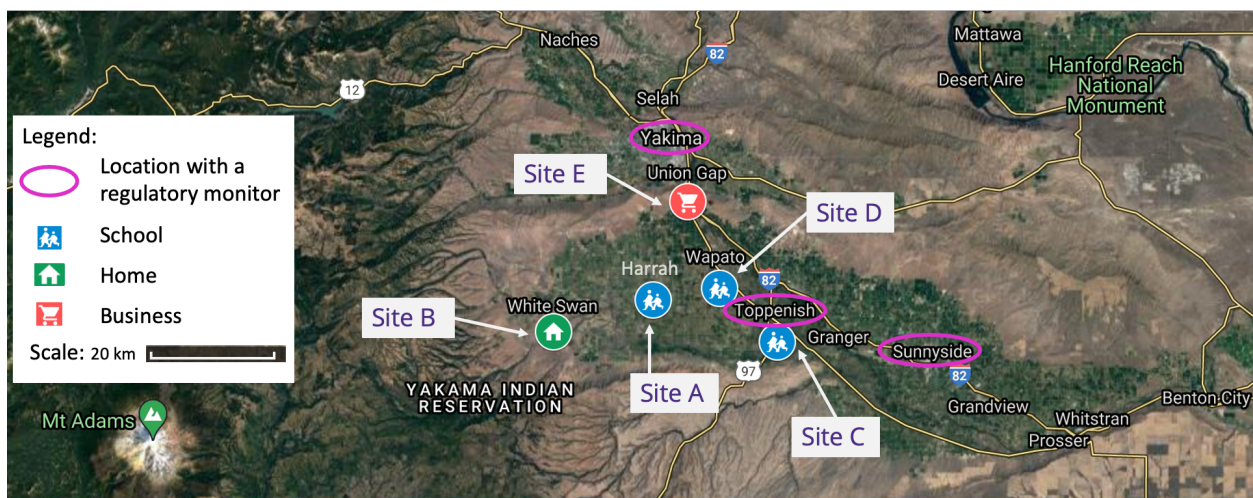 Naches
82
Mattawa
Hanford Reach
National
Monument
Desert Aire
12
Selah
Yakima
Legend:
Location with a
regulatory monitor
School
Home
Business
Scale: 20 km
Site E
Union Gap
Site D
Wapato
82
Harrah
White Swan
Site B
Toppenish
Granger
Sunnyside
97
82
Site A
YAKAMA INDIAN
RESERVATION
Mt Adams
Site C
Grandview
Benton City
Whitstran
Prosser